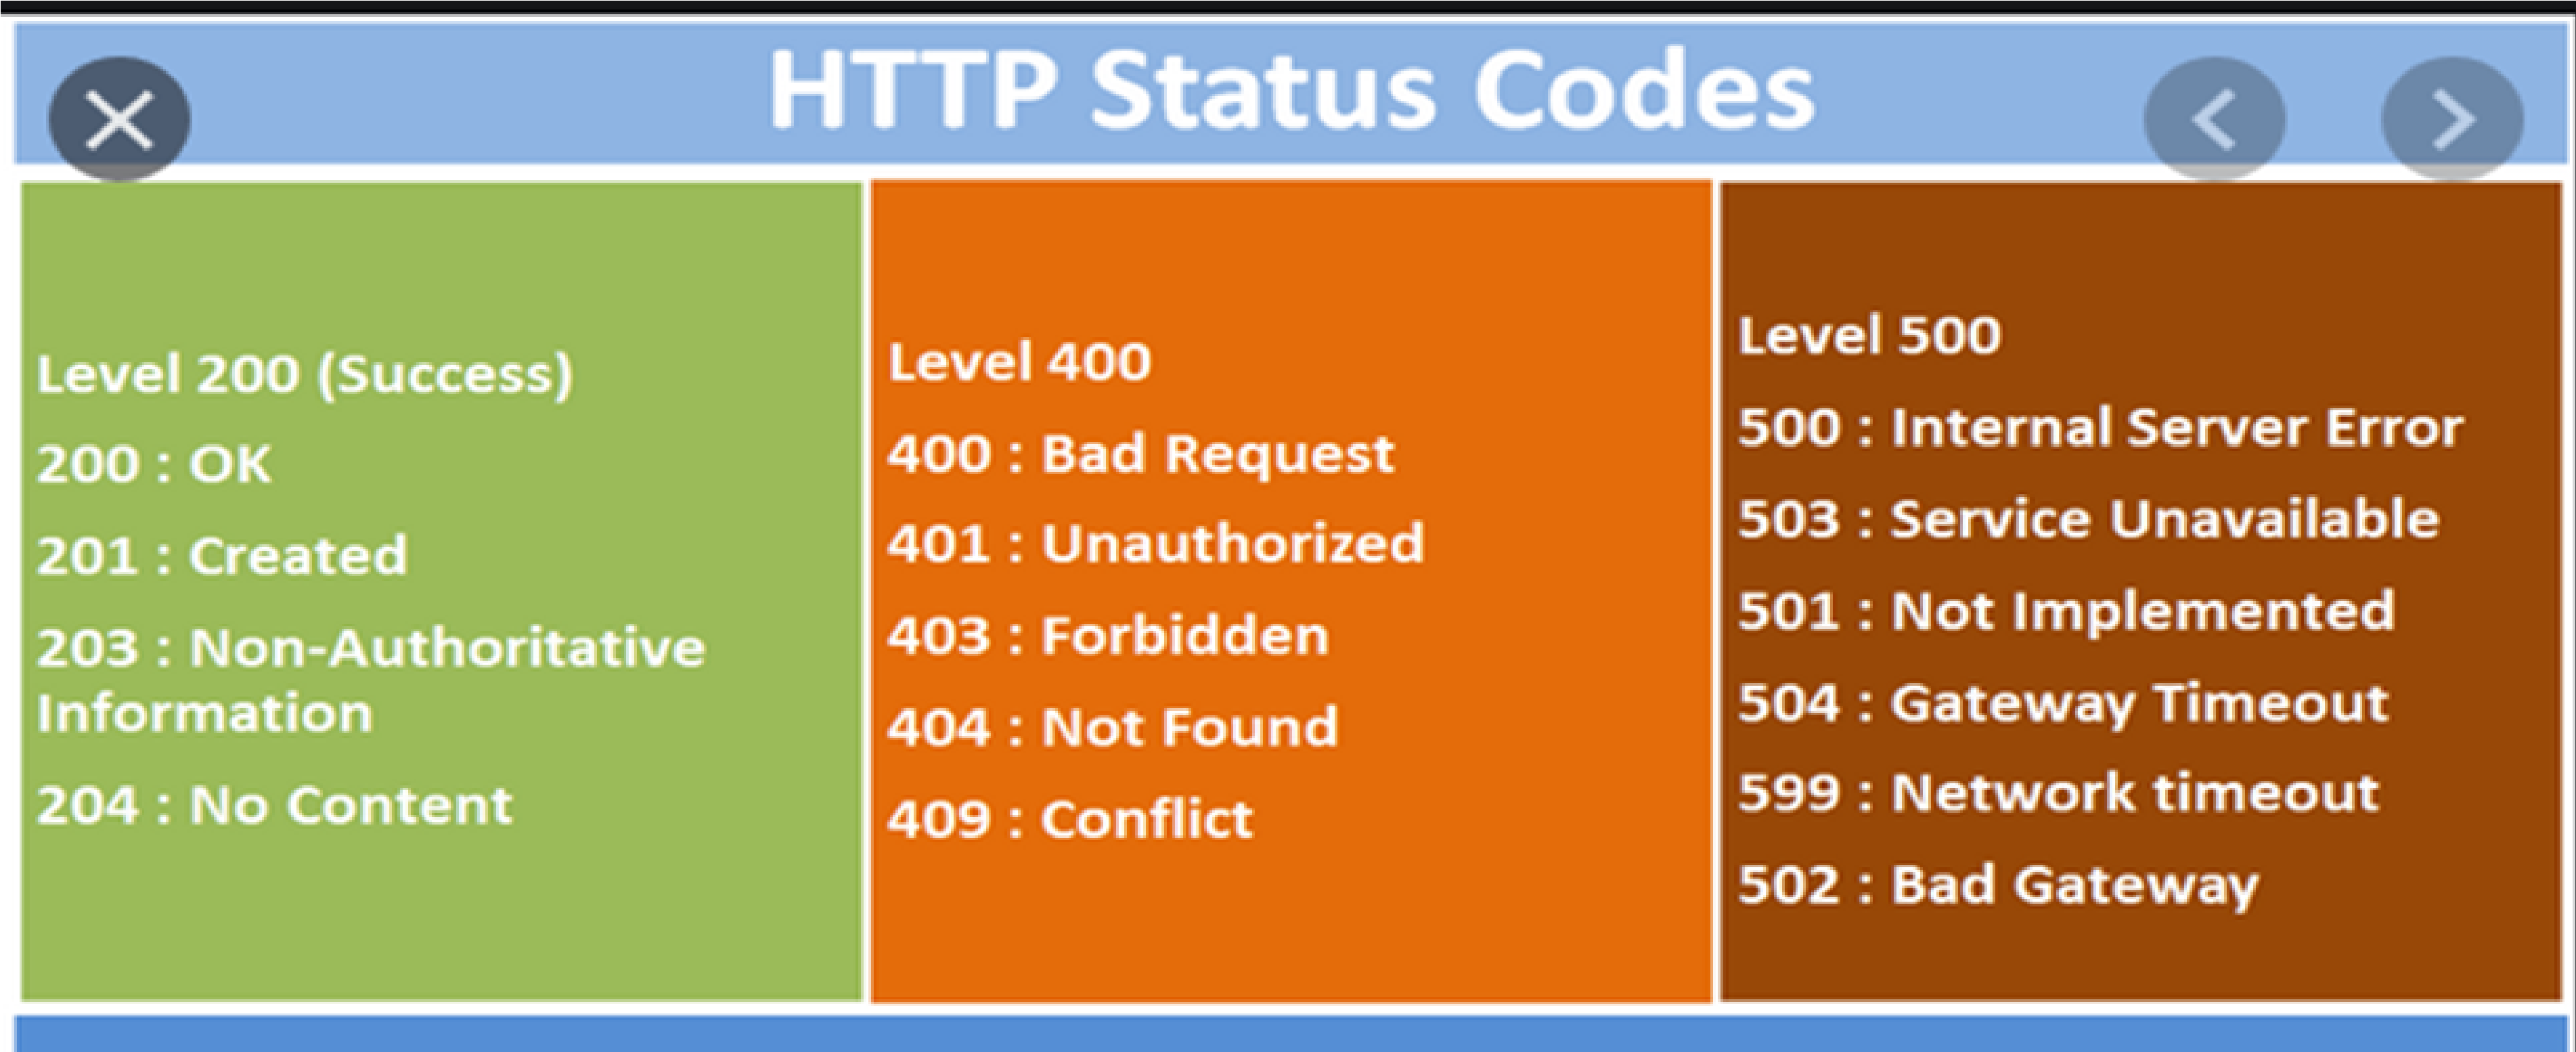 HTTP Status Codes
Level 200 (Success)
200 : OK
201 : Created
203 : Non-Authoritative
Information
204 : No Content
Level 400
400 : Bad Request
401 : Unauthorized
403 : Forbidden
404 : Not Found
409 : Conflict
Level 500
500 : Internal Server Error
503 : Service Unavailable
501 : Not Implemented
504 : Gateway Timeout
599 : Network timeout
502 : Bad Gateway